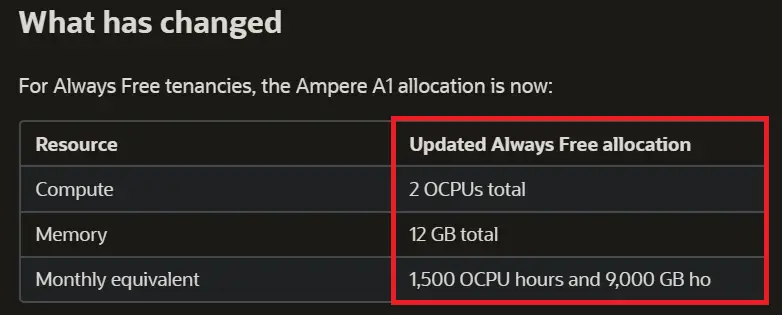 What has changed
For Always Free tenancies, the Ampere A1 allocation is now:
Resource Updated Always Free allocation
Compute 2 OCPUs total
Memory 12 GB total
Monthly equivalent 1,500 OCPU hours and 9,000 GB ho